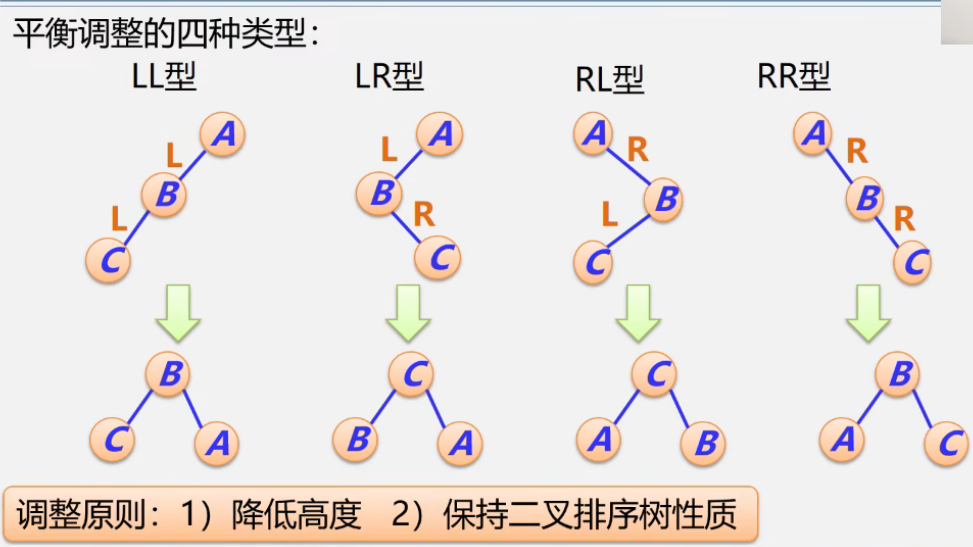 平衡调整的四种类型：
LL型 LR型 RL型 RR型
A A A A
L L R R
B B B B
L R L R
C C C C
B C C B
C A B A A B A C
调整原则：1）降低高度 2）保持二叉排序树性质